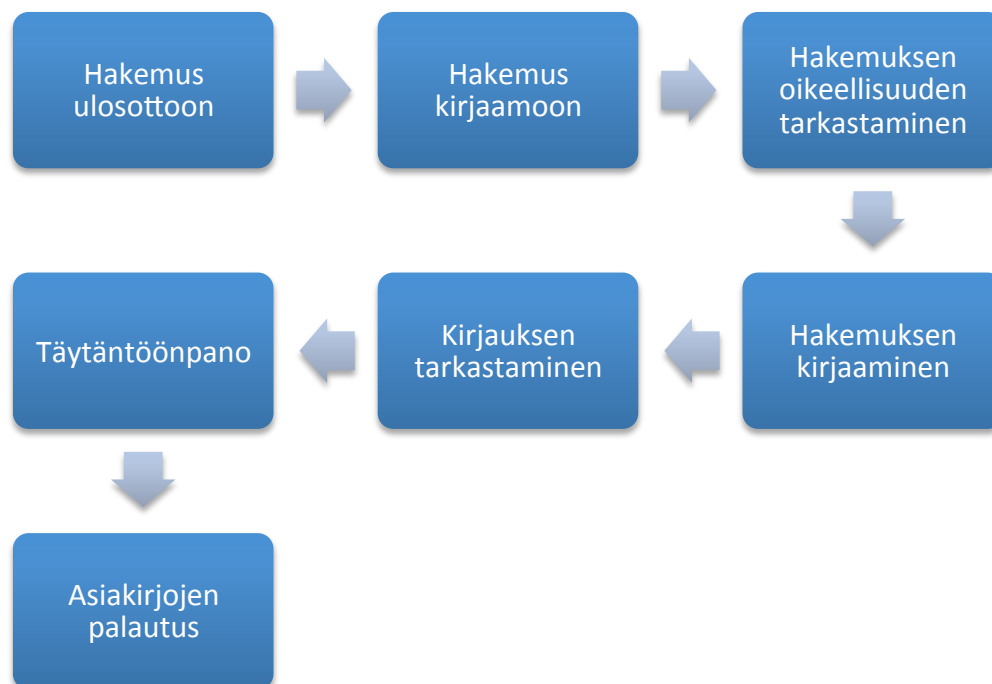 Hakemus
ulosottoon
Hakemus
kirjaamoon
Hakemuksen
oikeellisuuden
tarkastaminen
Hakemuksen
kirjaaminen
Kirjauksen
tarkastaminen
Täytäntöönpano
Asiakirjojen
palautus